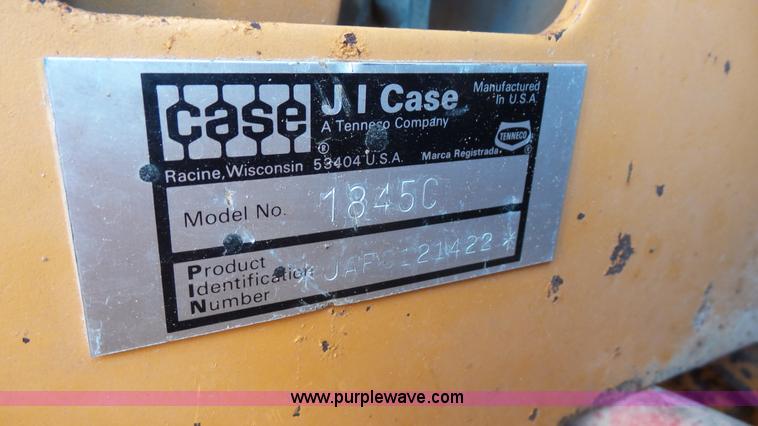 case
J I Case
A Tenneco Company
Manufactured
in U.S.A.
TENNECO
Racine, Wisconsin 53404 U.S.A.
Marca Registrada
Model No. 1845C
Product
Identification
Number
www.purplewave.com